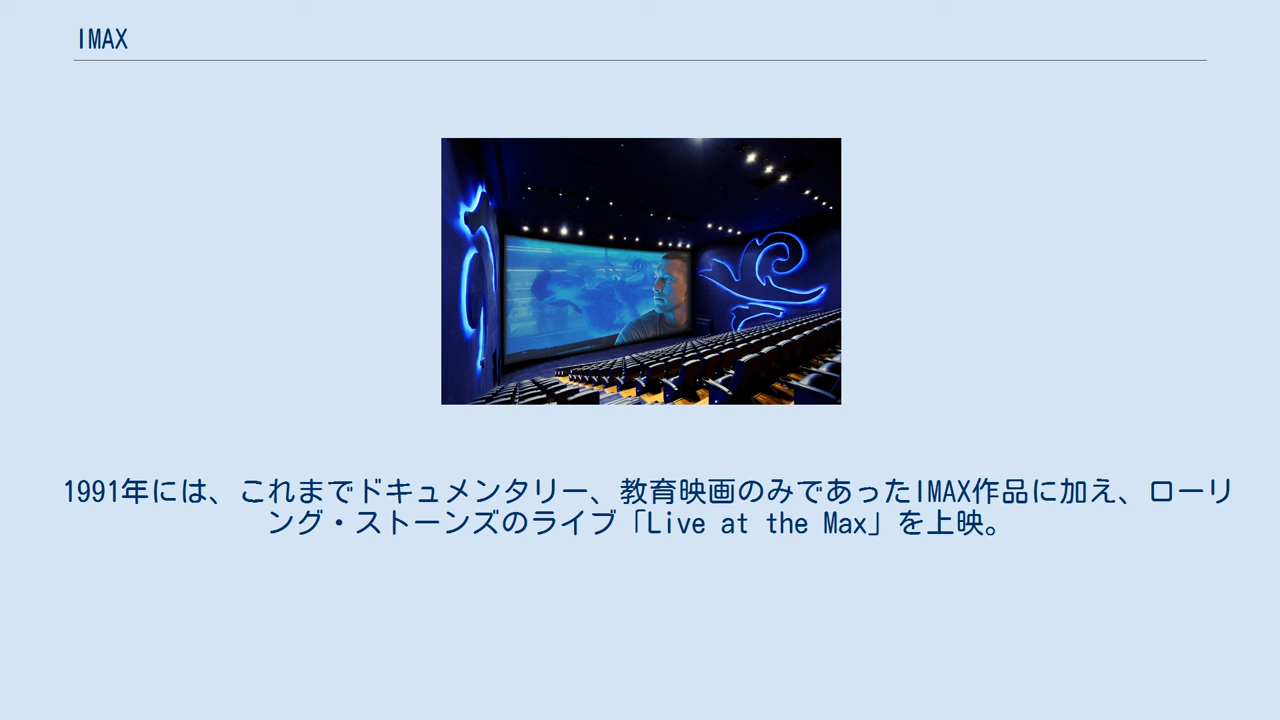 IMAX
1991年には、これまでドキュメンタリー、教育映画のみであったIMAX作品に加え、ローリ
ング・ストーンズのライブ「Live at the Max」を上映。